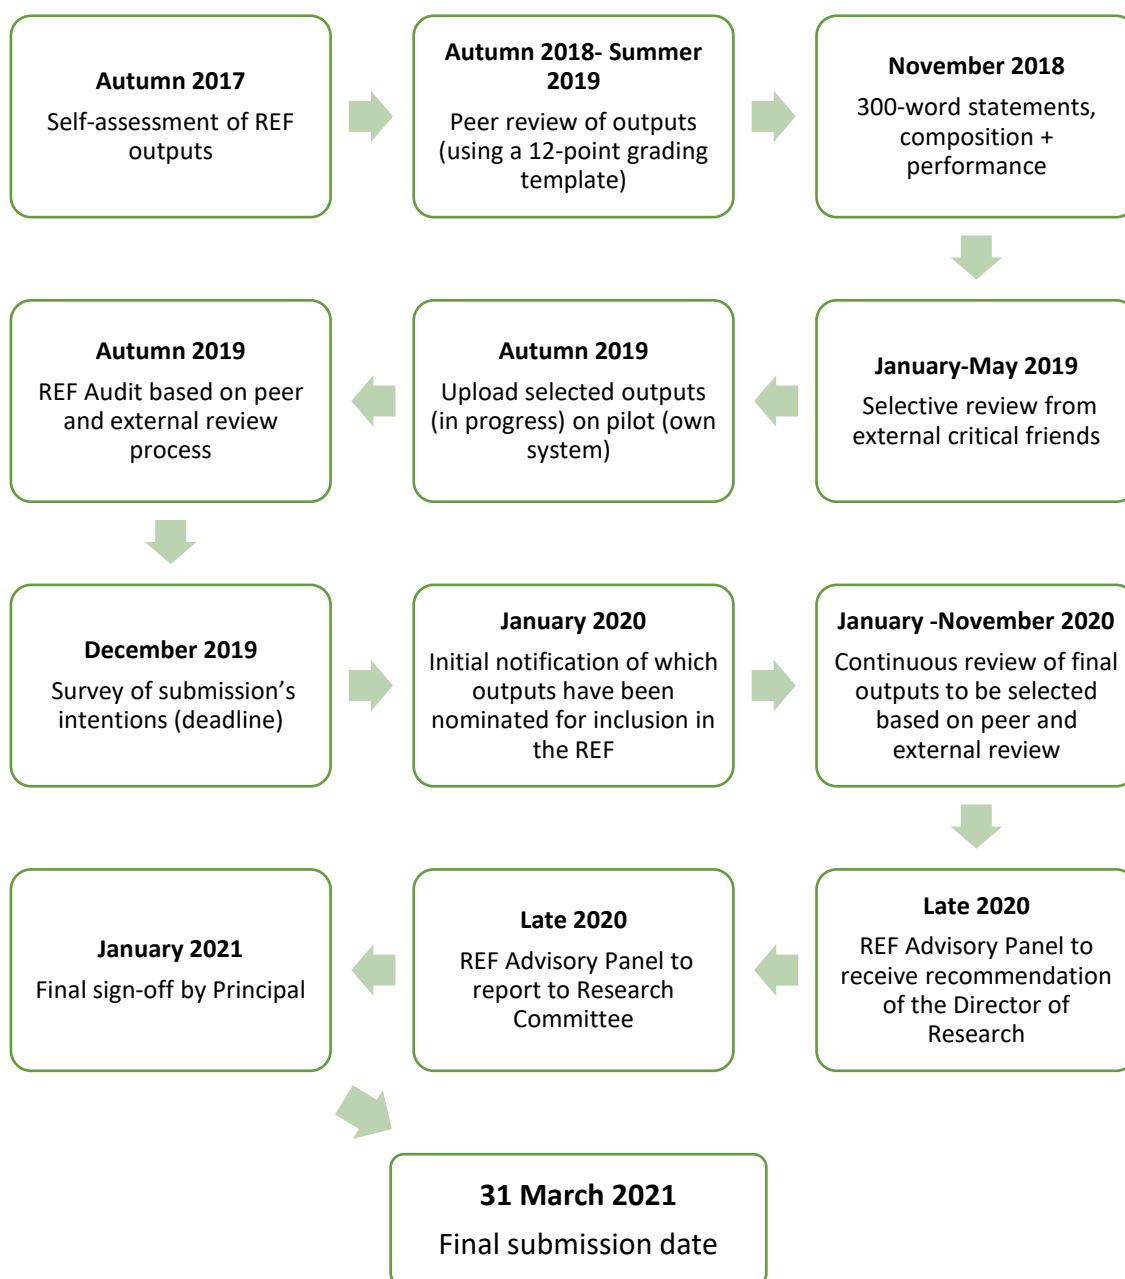 Autumn 2017
Self-assessment of REF
outputs
Autumn 2018- Summer
2019
Peer review of outputs
(using a 12-point grading
template)
November 2018
300-word statements,
composition +
performance
January-May 2019
Selective review from
external critical friends
Autumn 2019
Upload selected outputs
(in progress) on pilot (own
system)
Autumn 2019
REF Audit based on peer
and external review
process
December 2019
Survey of submission’s
intentions (deadline)
January 2020
Initial notification of which
outputs have been
nominated for inclusion in
the REF
January -November 2020
Continuous review of final
outputs to be selected
based on peer and
external review
Late 2020
REF Advisory Panel to
receive recommendation
of the Director of
Research
Late 2020
REF Advisory Panel to
report to Research
Committee
January 2021
Final sign-off by Principal
31 March 2021
Final submission date